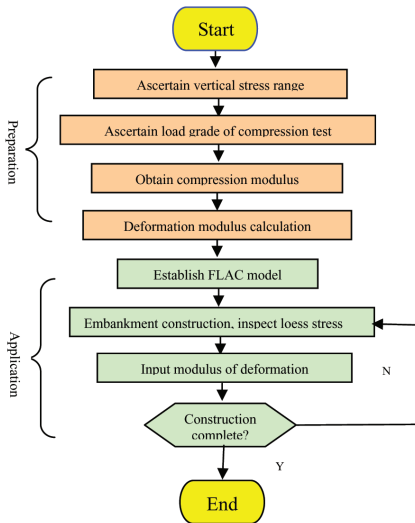 Start
Preparation
Ascertain vertical stress range
Ascertain load grade of compression test
Obtain compression modulus
Deformation modulus calculation
Application
Establish FLAC model
Embankment construction, inspect loess stress
Input modulus of deformation
N
Construction
complete?
Y
End